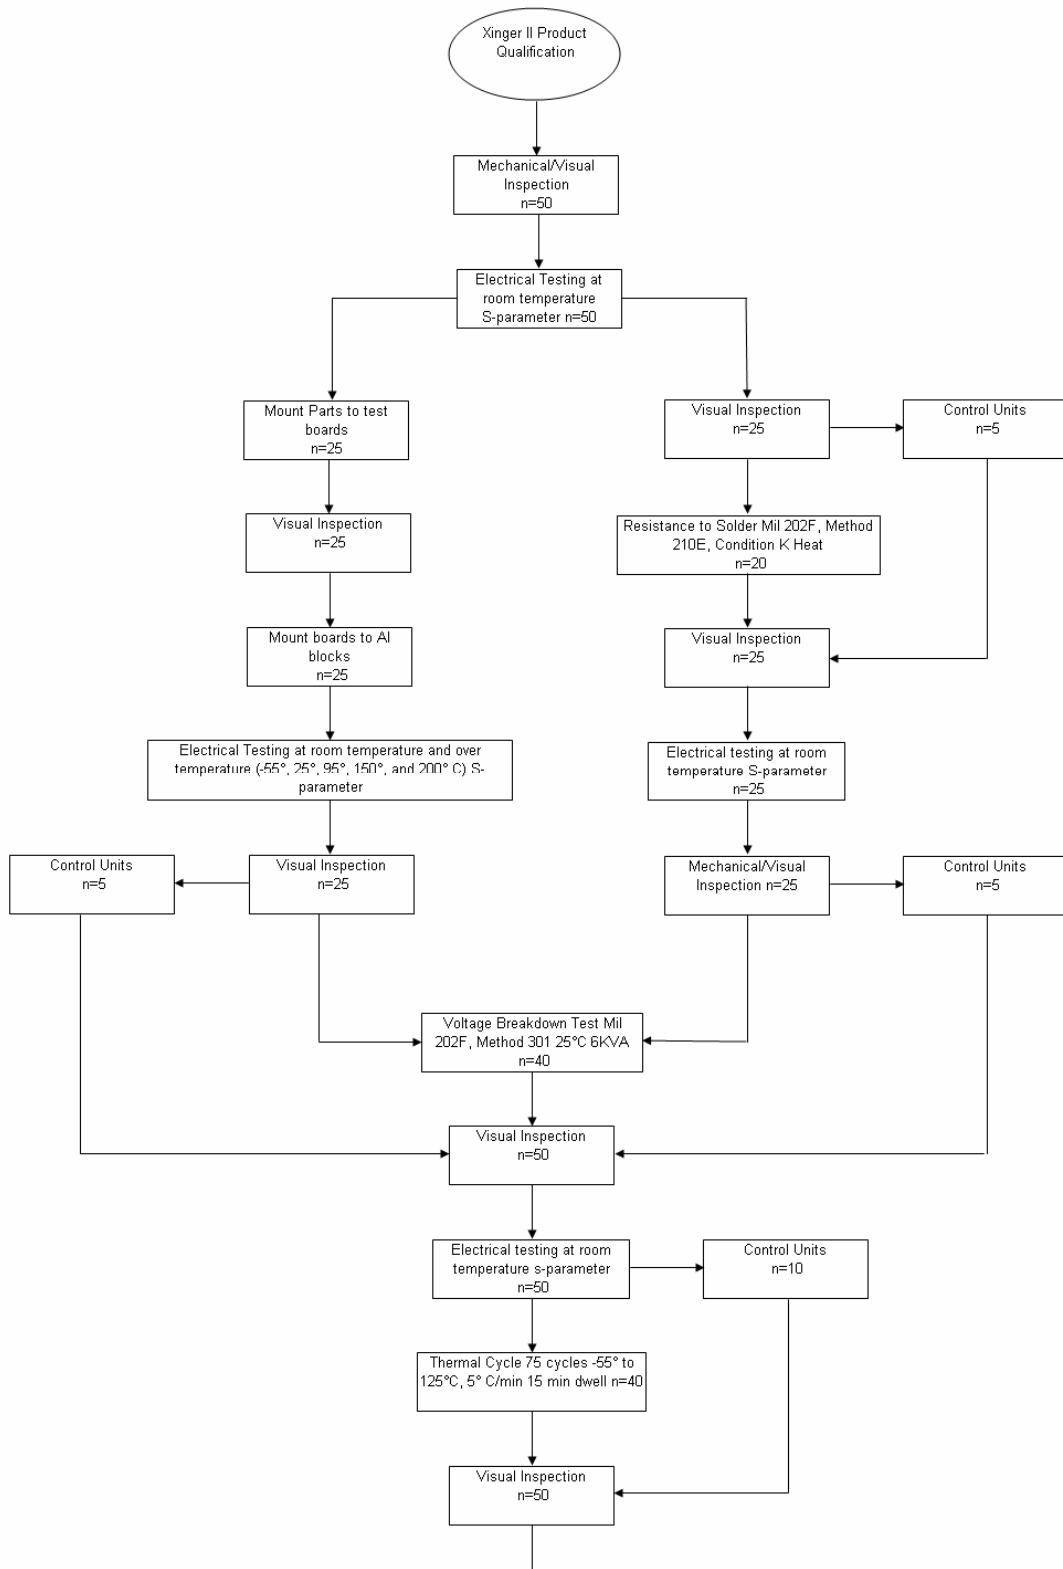 Xinger II Product
Qualification
Mechanical/Visual
Inspection
n=50
Electrical Testing at
room temperature
S-parameter n=50
Mount Parts to test
boards
n=25
Visual Inspection
n=25
Control Units
n=5
Visual Inspection
n=25
Resistance to Solder Mil 202F, Method
210E, Condition K Heat
n=20
Mount boards to Al
blocks
n=25
Visual Inspection
n=25
Electrical Testing at room temperature and over
temperature (-55°, 25°, 95°, 150°, and 200° C) S-
parameter
Electrical testing at room
temperature S-parameter
n=25
Control Units
n=5
Visual Inspection
n=25
Mechanical/Visual
Inspection n=25
Control Units
n=5
Voltage Breakdown Test Mil
202F, Method 301 25°C 6KVA
n=40
Visual Inspection
n=50
Electrical testing at room
temperature s-parameter
n=50
Control Units
n=10
Thermal Cycle 75 cycles -55° to
125°C, 5° C/min 15 min dwell n=40
Visual Inspection
n=50